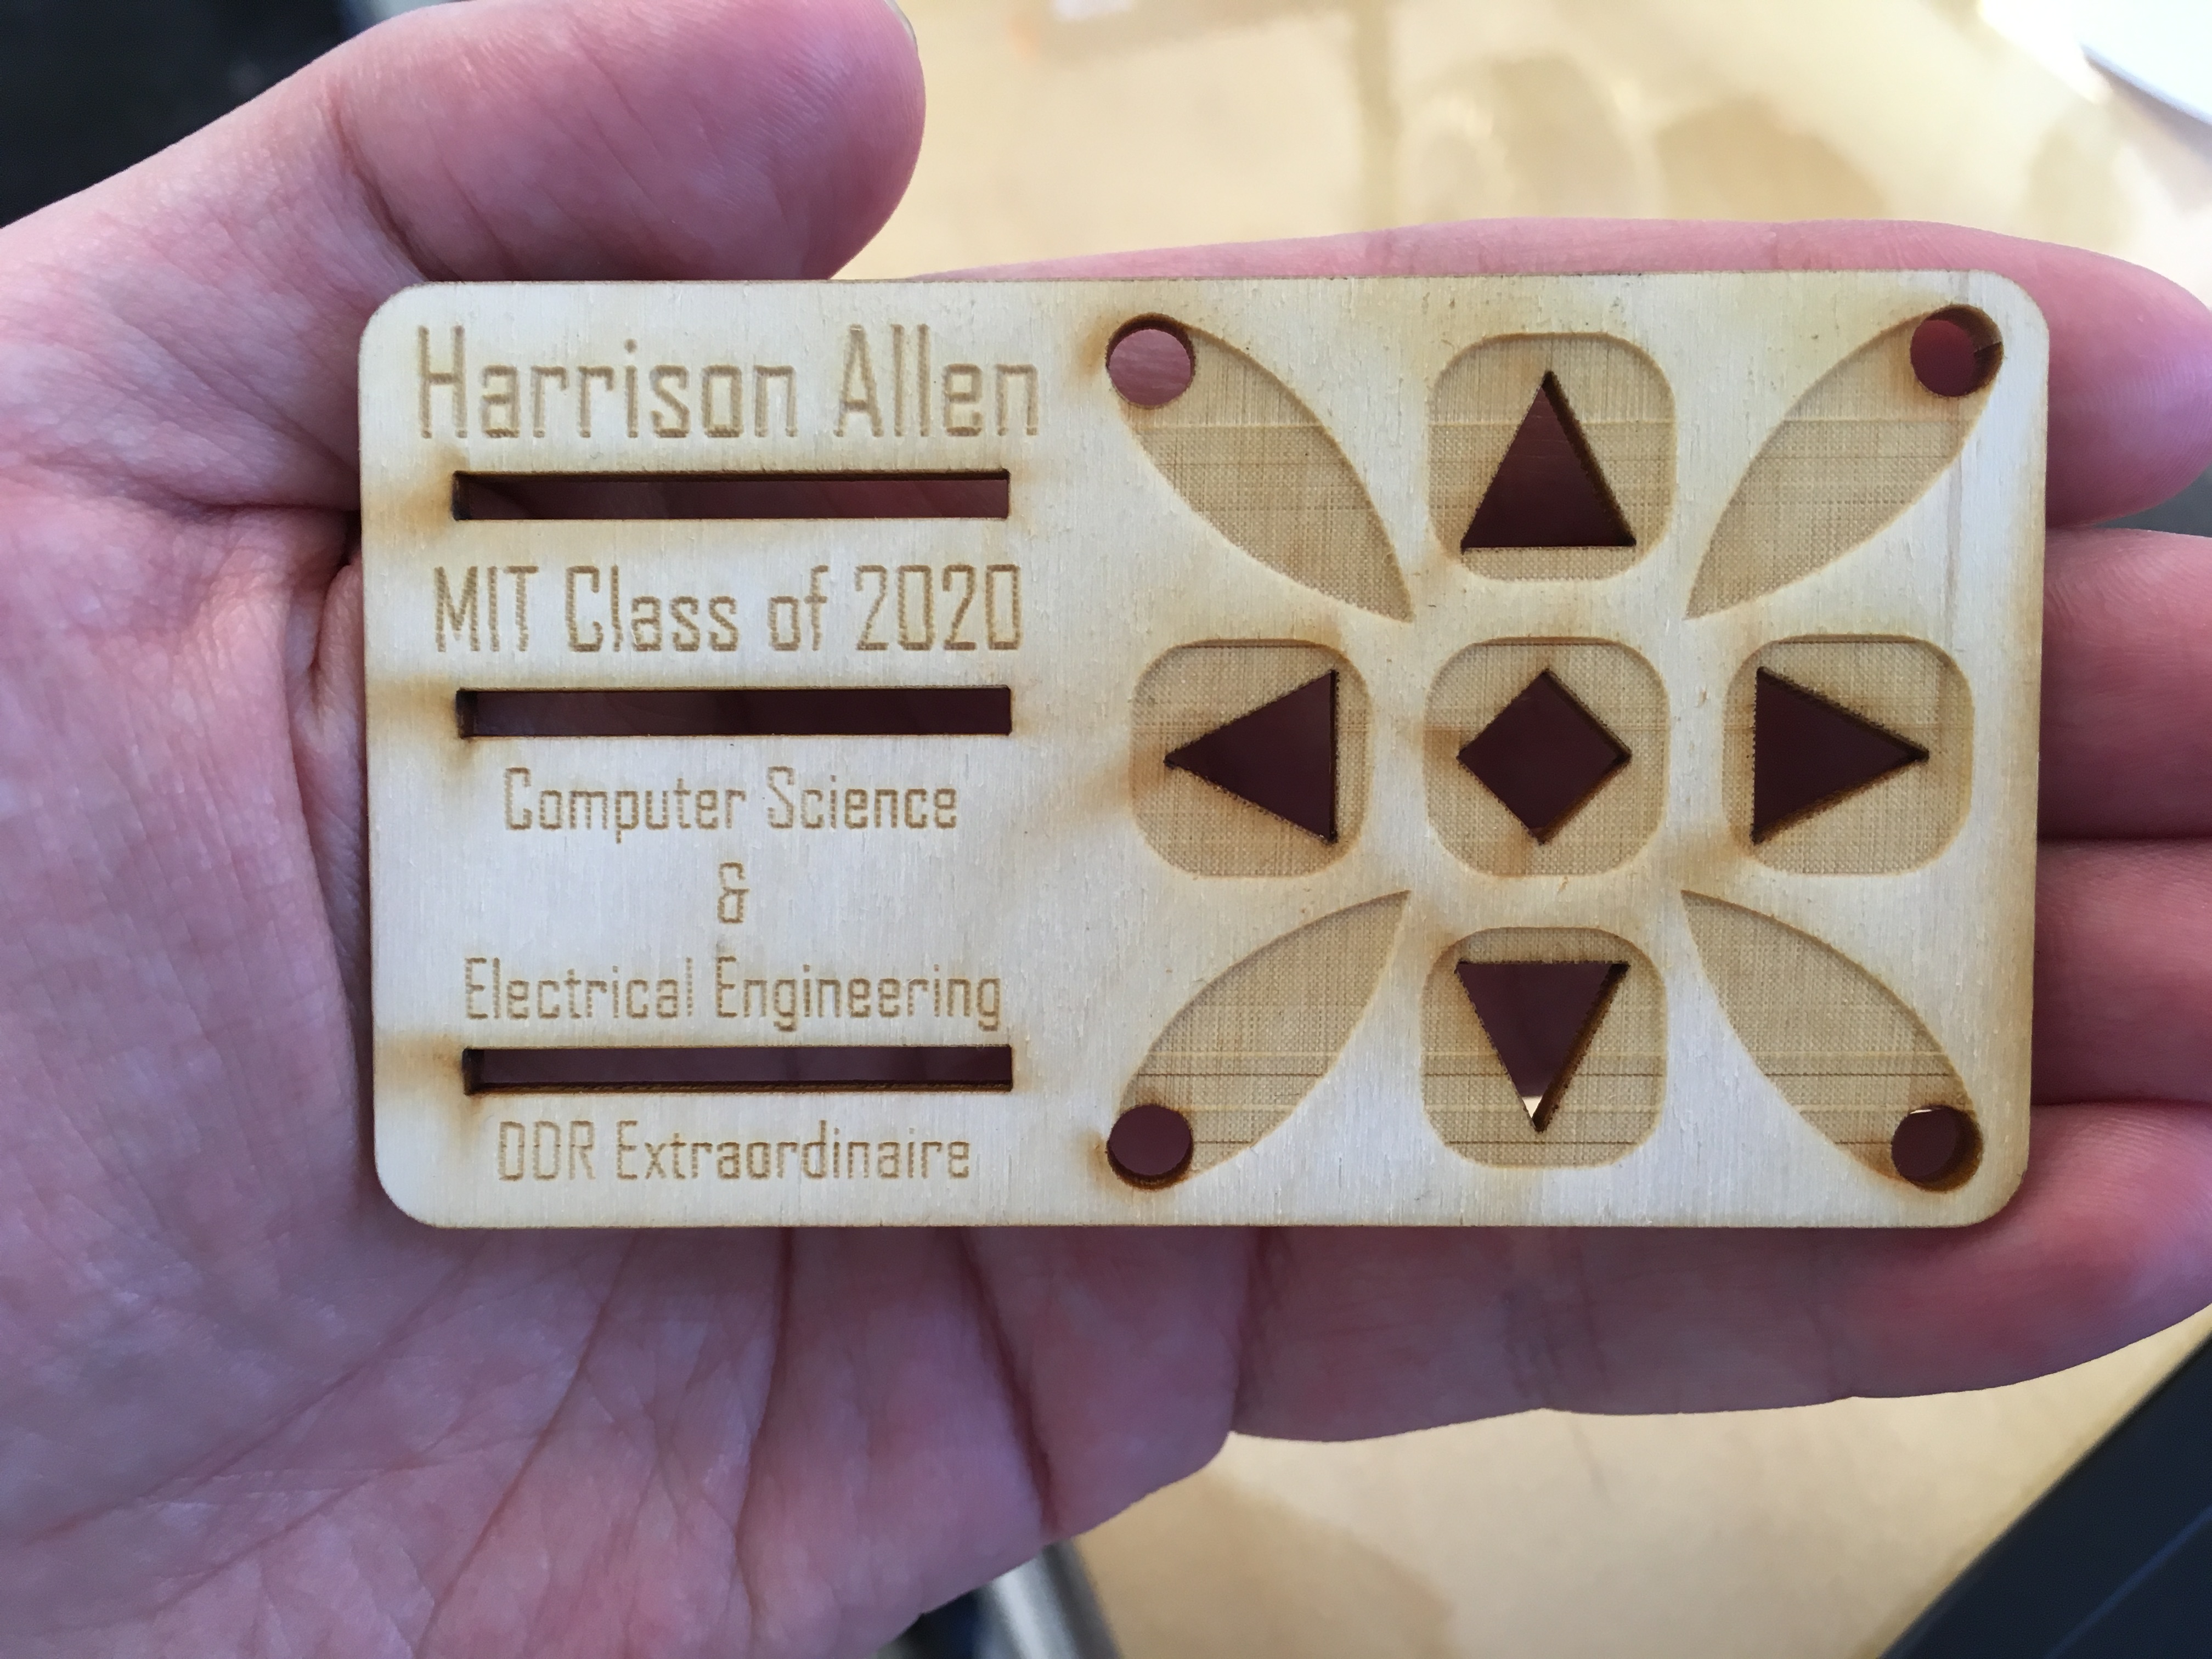 Harrison Allen
MIT Class of 2020
Computer Science
&
Electrical Engineering
DDR Extraordinaire